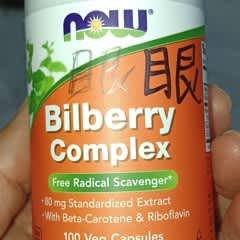 NOW
眼眼
Bilberry
Complex
Free Radical Scavenger*
• 80 mg Standardized Extract
• With Beta-Carotene & Riboflavin
100 Veg Capsules